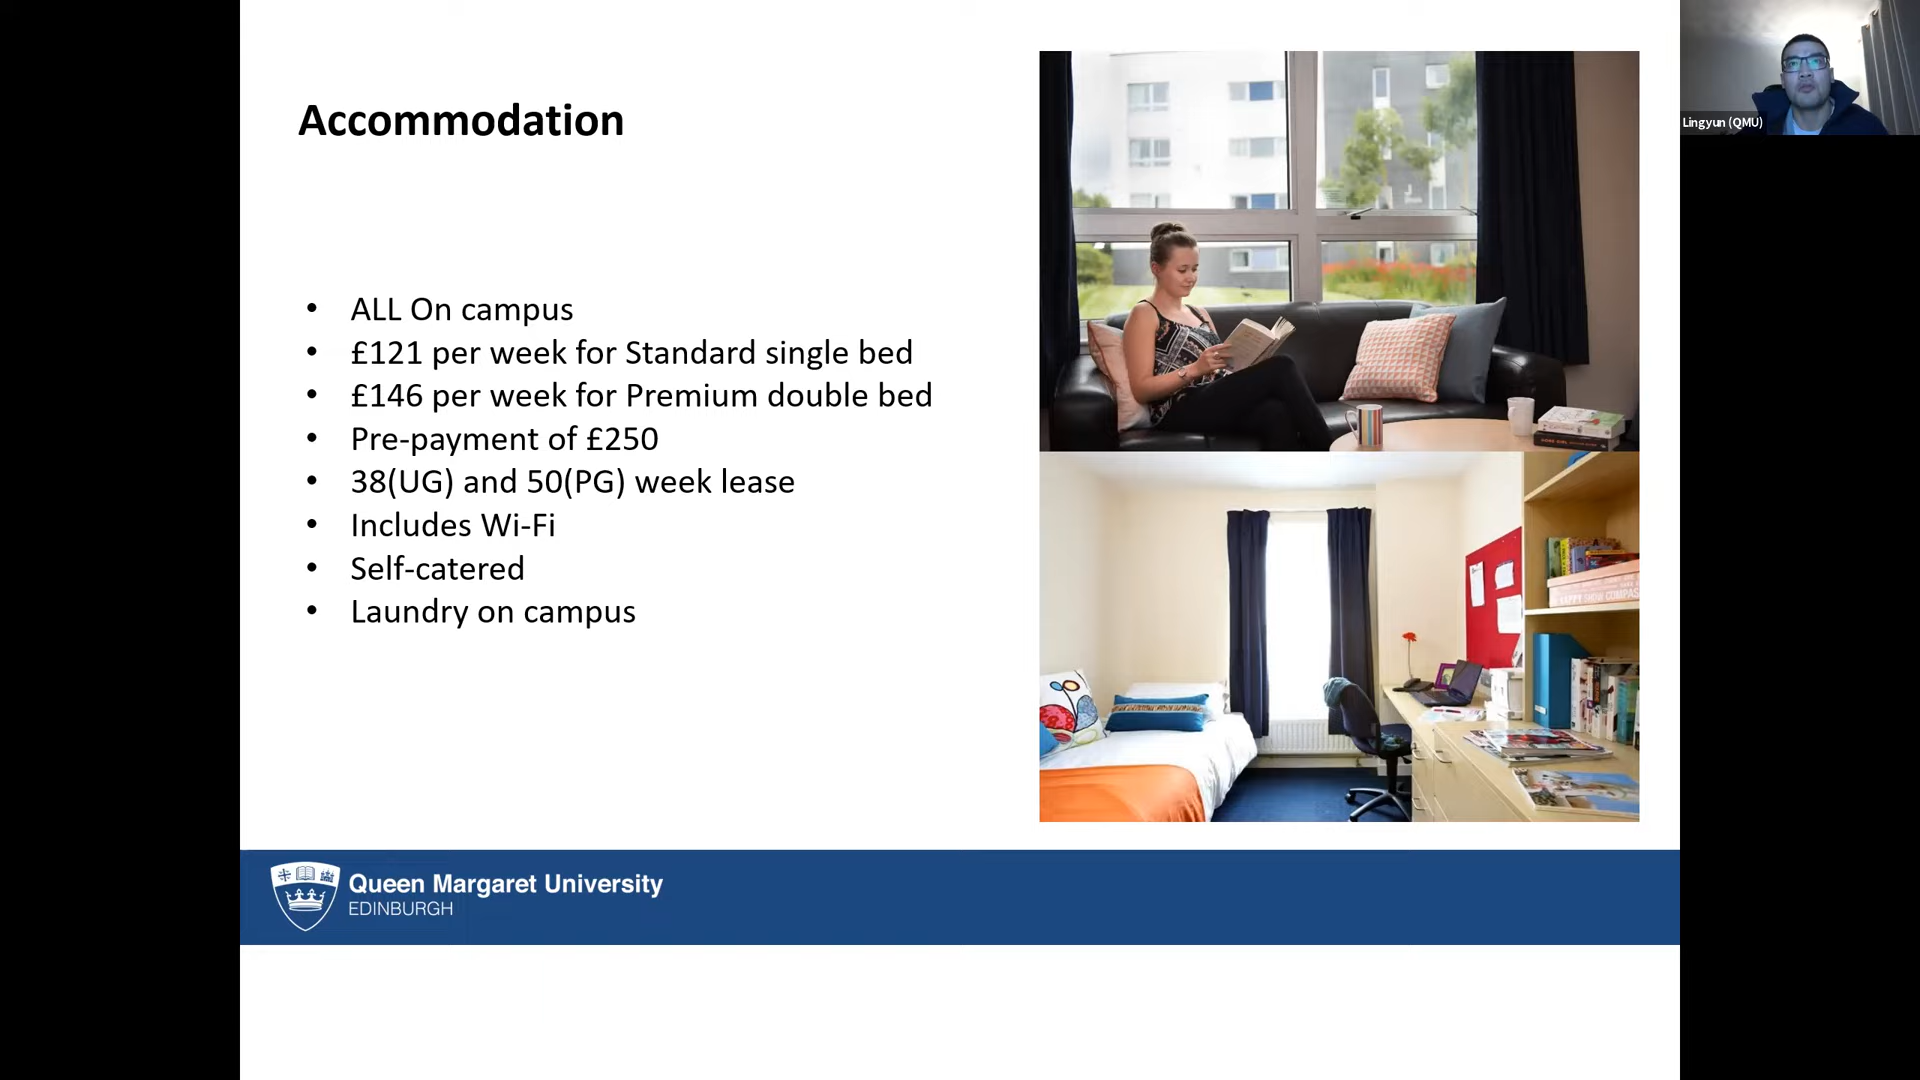 Accommodation
Lingyun (QMU)
• ALL On campus
• £121 per week for Standard single bed
• £146 per week for Premium double bed
• Pre-payment of £250
• 38(UG) and 50(PG) week lease
• Includes Wi-Fi
• Self-catered
• Laundry on campus
Queen Margaret University
EDINBURGH